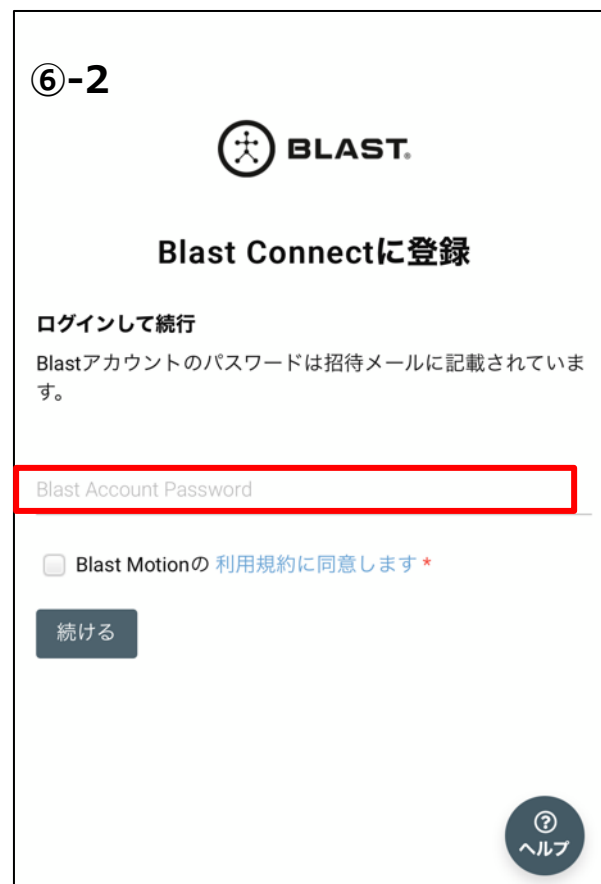 ⑥-2
BLAST®
Blast Connectに登録
ログインして続行
Blastアカウントのパスワードは招待メールに記載されていま
す。
Blast Account Password
Blast Motionの 利用規約に同意します *
続ける
?
ヘルプ